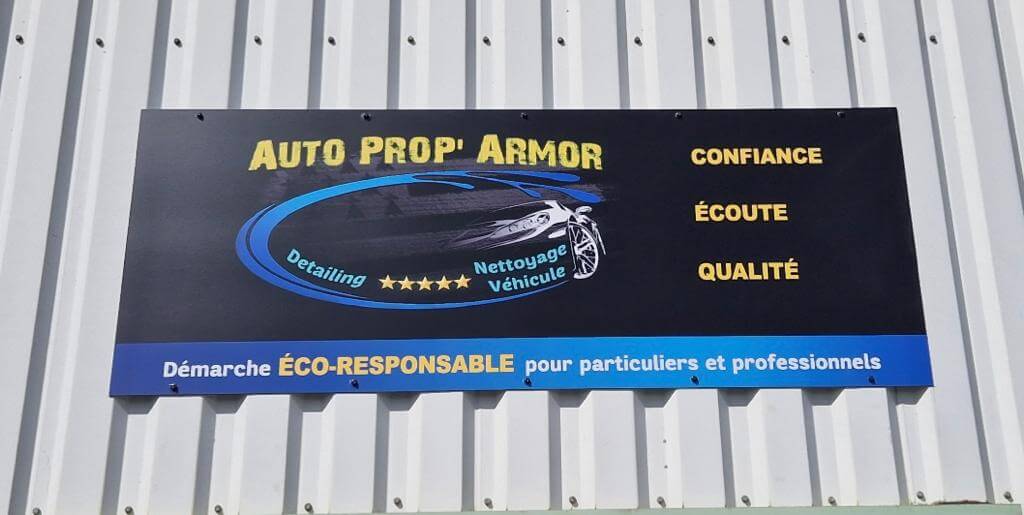 AUTO PROP' ARMOR
Detailing
Nettoyage
Véhicule
CONFIANCE
ÉCOUTE
QUALITÉ
Démarche ÉCO-RESPONSABLE pour particuliers et professionnels